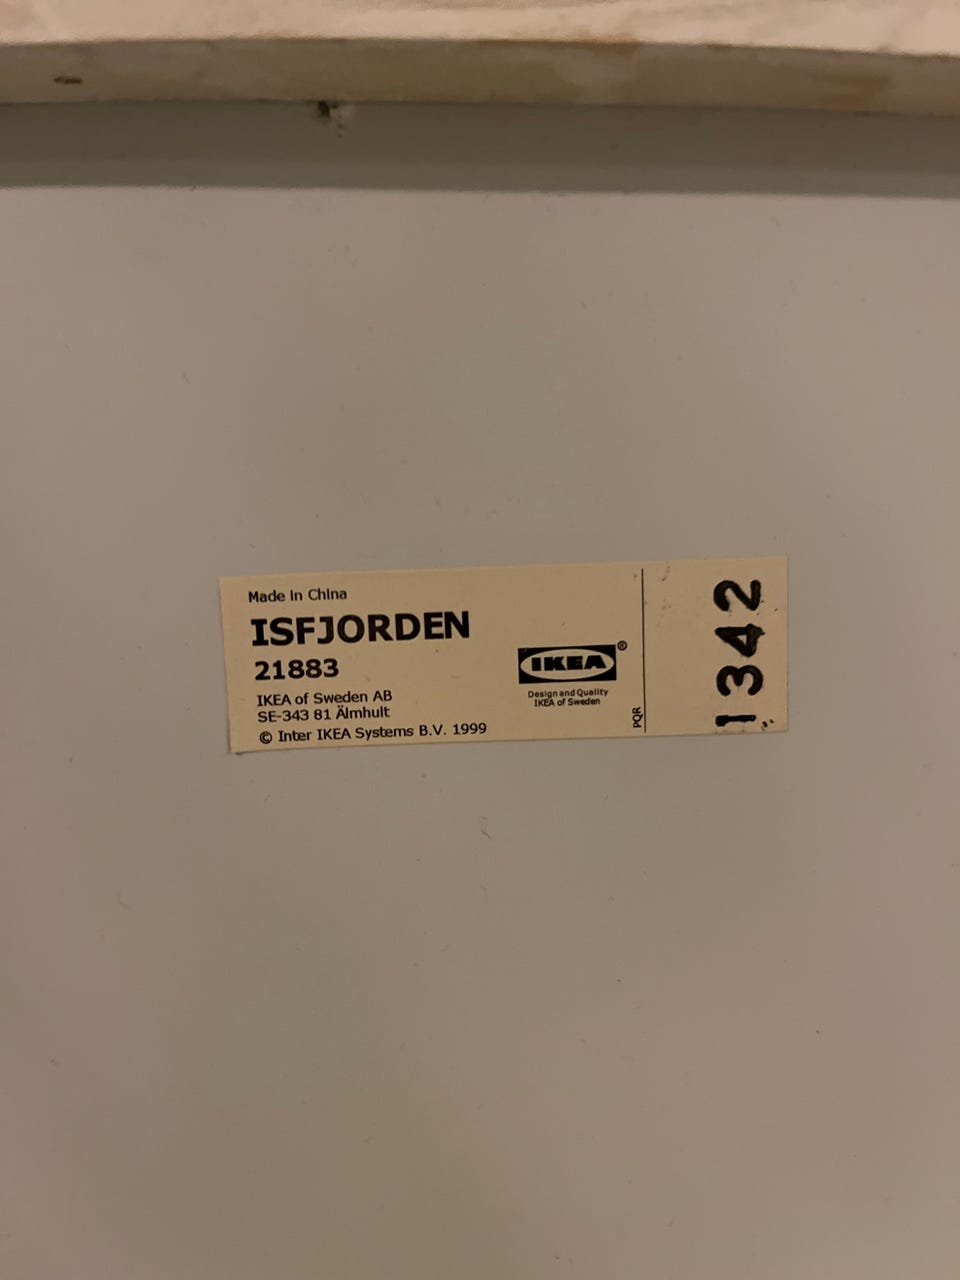 Made in China
ISFJORDEN
21883
IKEA of Sweden AB
SE-343 81 Älmhult
© Inter IKEA Systems B.V. 1999
IKEA®
Design and Quality
IKEA of Sweden
PQR
1342